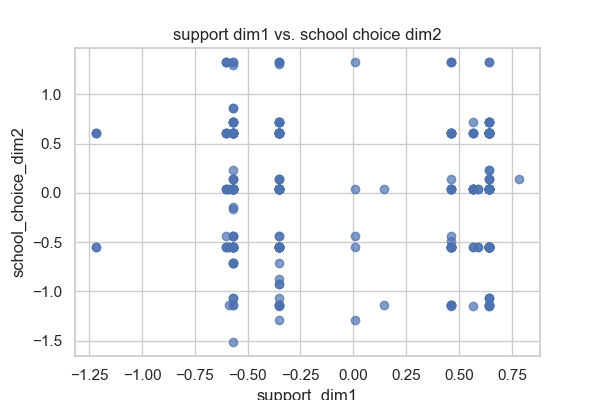 support dim1 vs. school choice dim2
1.0
0.5
0.0
−0.5
−1.0
−1.5
school_choice_dim2
−1.25 −1.00 −0.75 −0.50 −0.25 0.00 0.25 0.50 0.75
support_dim1